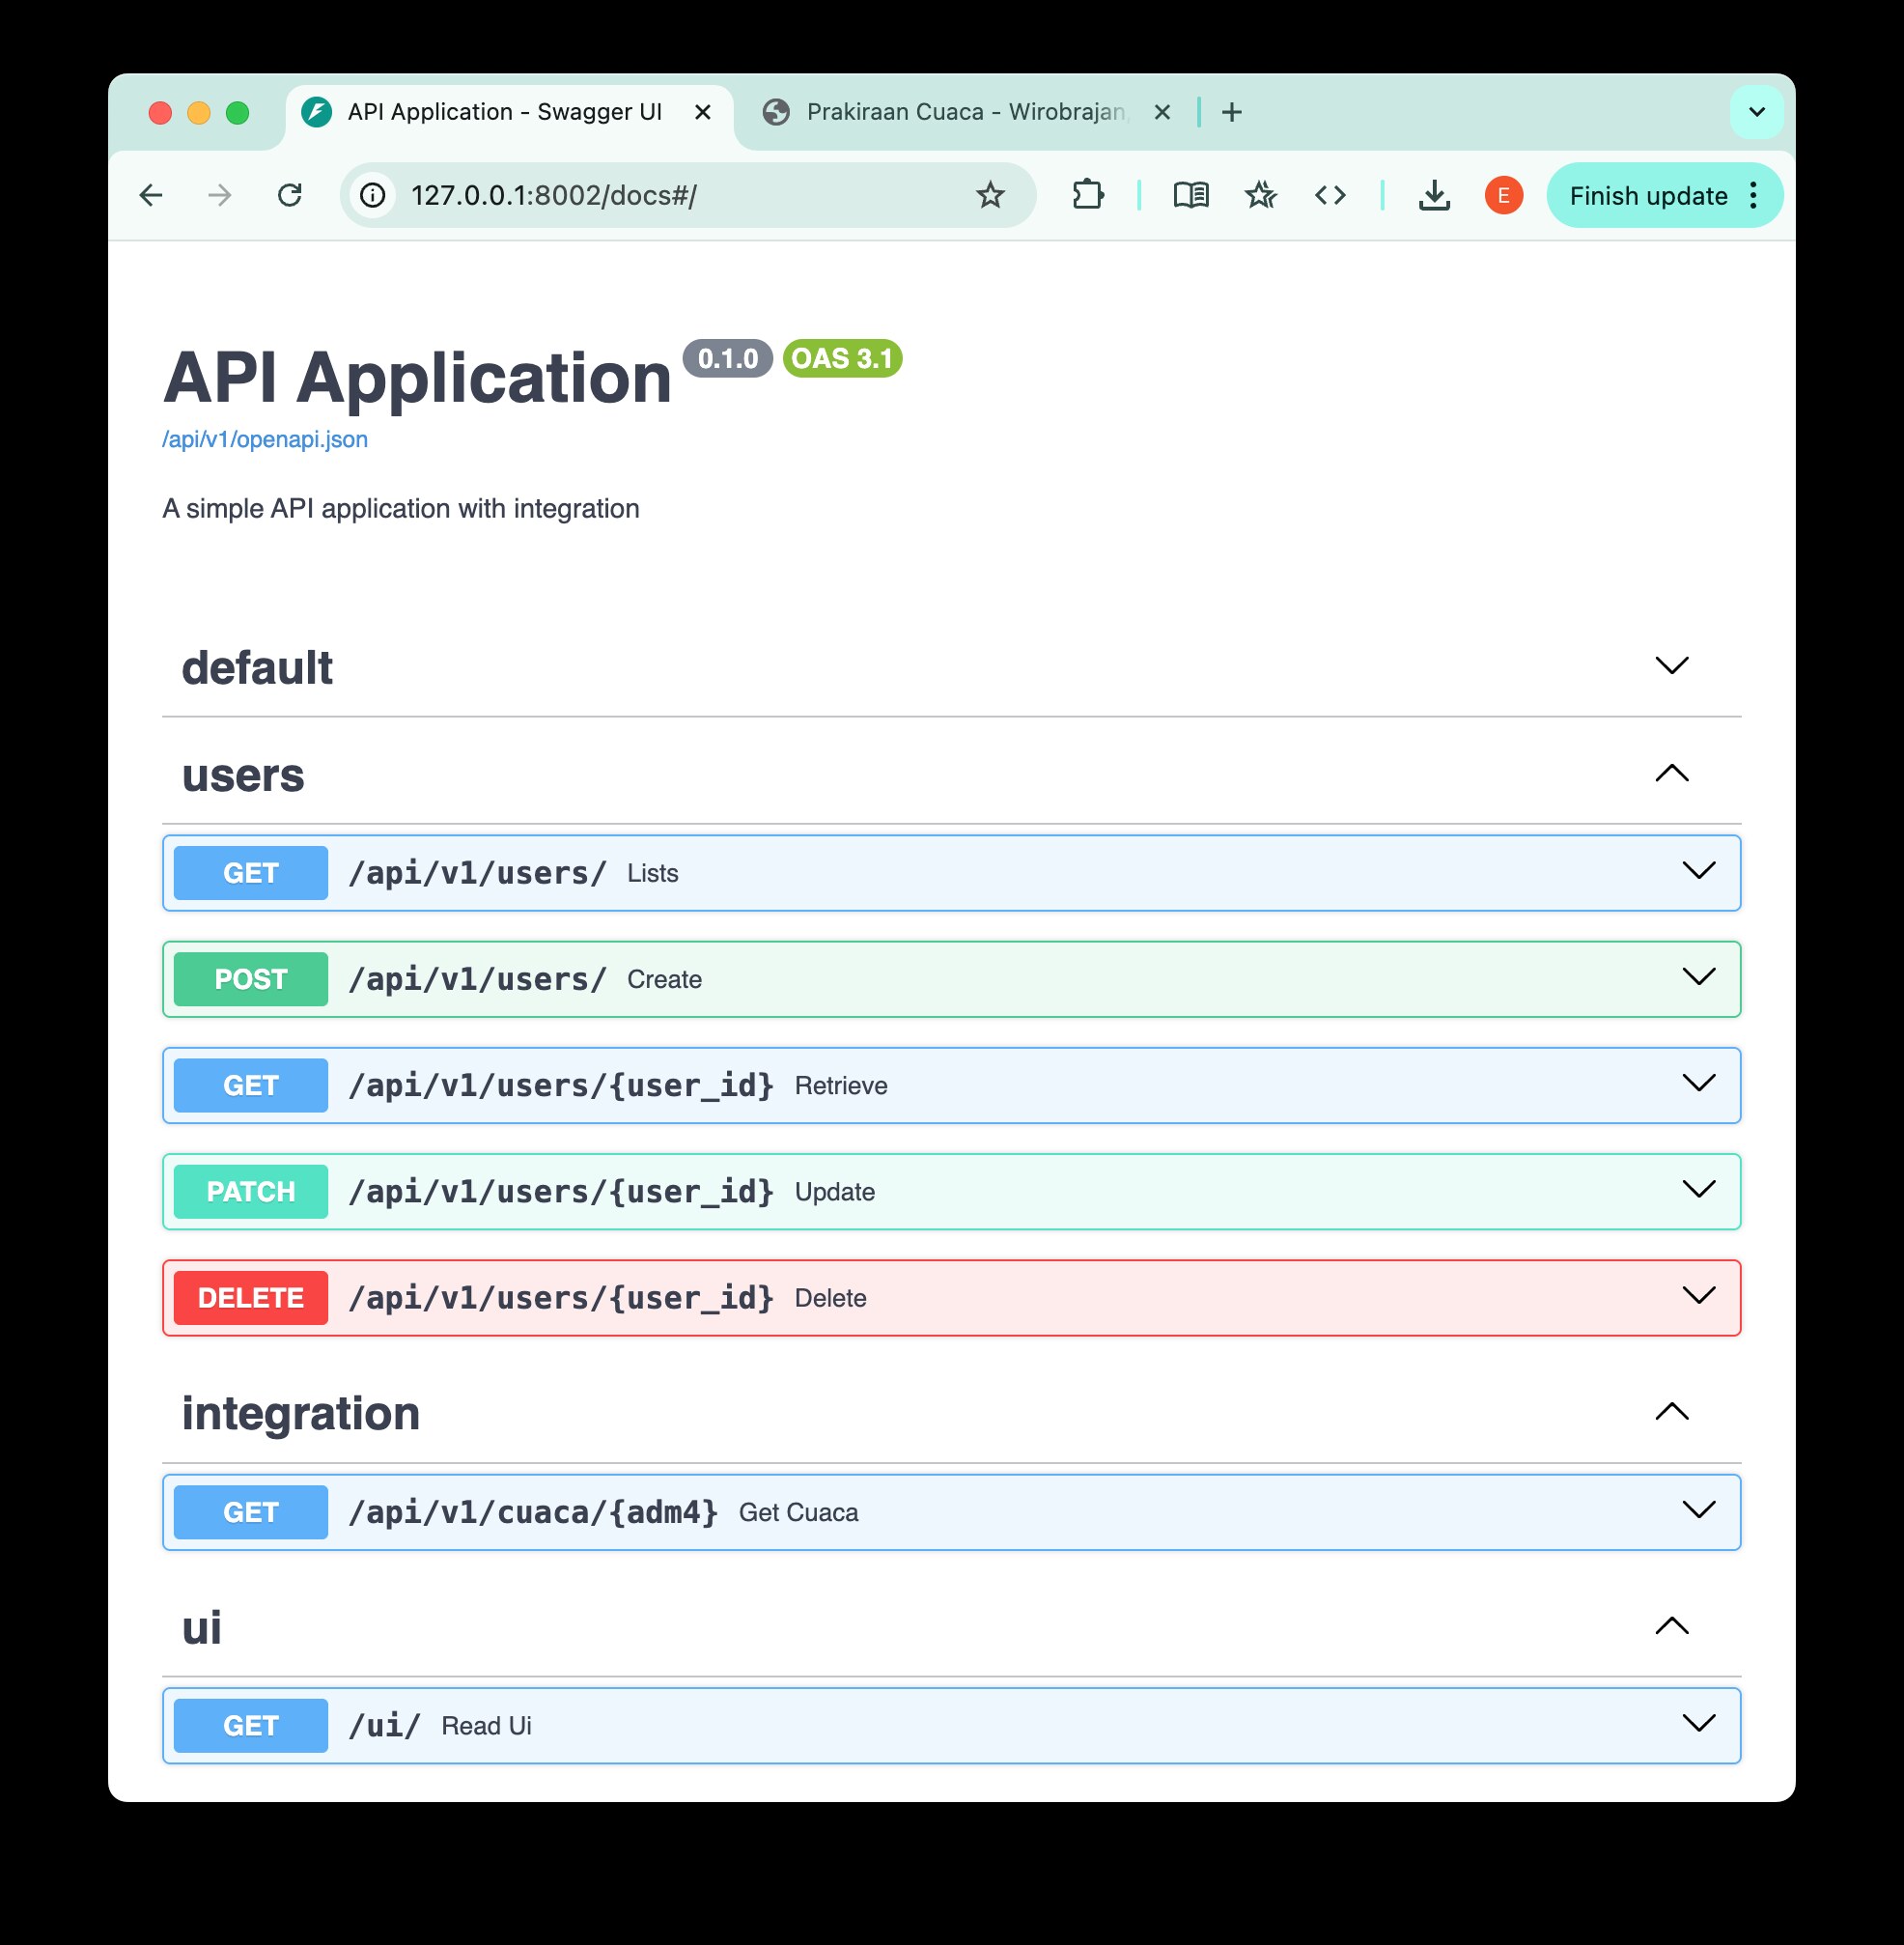 API Application - Swagger UI
Prakiraan Cuaca - Wirobrajan,
127.0.0.1:8002/docs#/
E
Finish update
API Application 0.1.0 OAS 3.1
/api/v1/openapi.json
A simple API application with integration
default
users
GET /api/v1/users/ Lists
POST /api/v1/users/ Create
GET /api/v1/users/{user_id} Retrieve
PATCH /api/v1/users/{user_id} Update
DELETE /api/v1/users/{user_id} Delete
integration
GET /api/v1/cuaca/{adm4} Get Cuaca
ui
GET /ui/ Read Ui